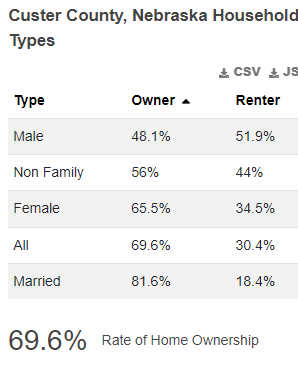 Custer County, Nebraska Household
Types
CSV JS
Type Owner Renter
Male 48.1% 51.9%
Non Family 56% 44%
Female 65.5% 34.5%
All 69.6% 30.4%
Married 81.6% 18.4%
69.6% Rate of Home Ownership